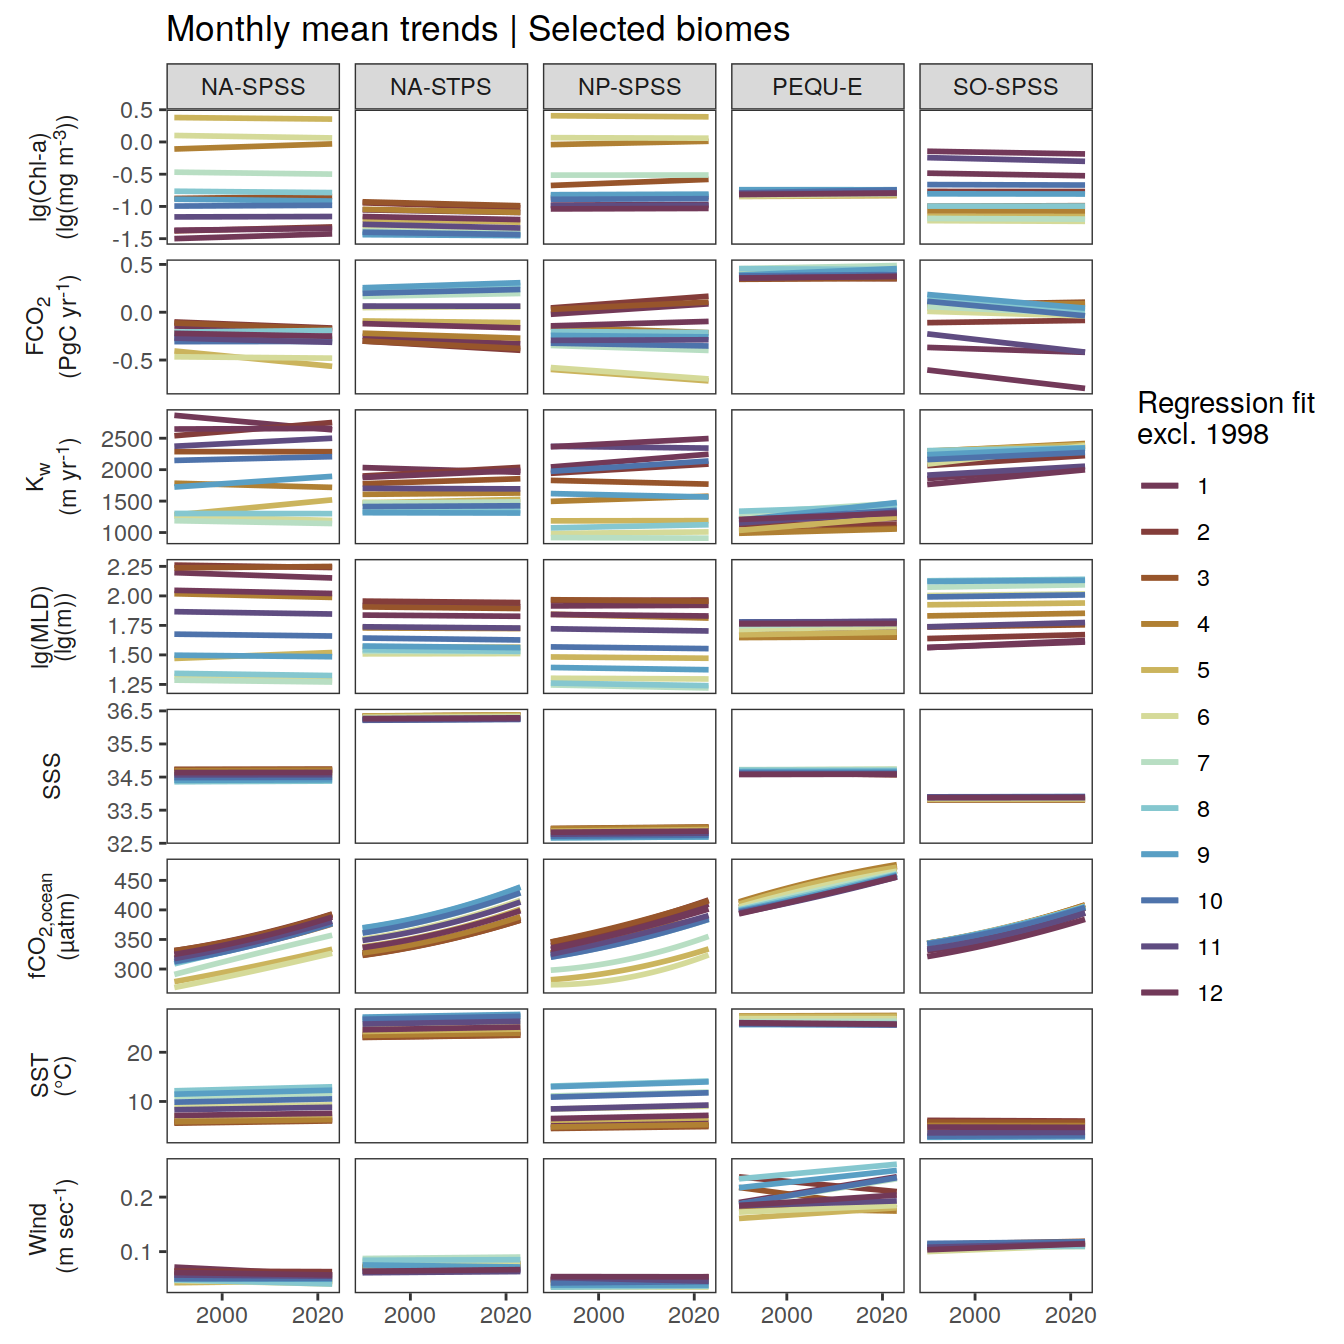 Monthly mean trends | Selected biomes
NA-SPSS NA-STPS NP-SPSS PEQU-E SO-SPSS
lg(Chl-a)
(lg(mg m⁻³))
0.5
0.0
-0.5
-1.0
-1.5
FCO₂
(PgC yr⁻¹)
0.5
0.0
-0.5
K_w
(m yr⁻¹)
2500
2000
1500
1000
lg(MLD)
(lg(m))
2.25
2.00
1.75
1.50
1.25
SSS
36.5
35.5
34.5
33.5
32.5
fCO₂,ocean
(µatm)
450
400
350
300
SST
(°C)
20
10
Wind
(m sec⁻¹)
0.2
0.1
2000 2020 2000 2020 2000 2020 2000 2020 2000 2020
Regression fit
excl. 1998
1
2
3
4
5
6
7
8
9
10
11
12